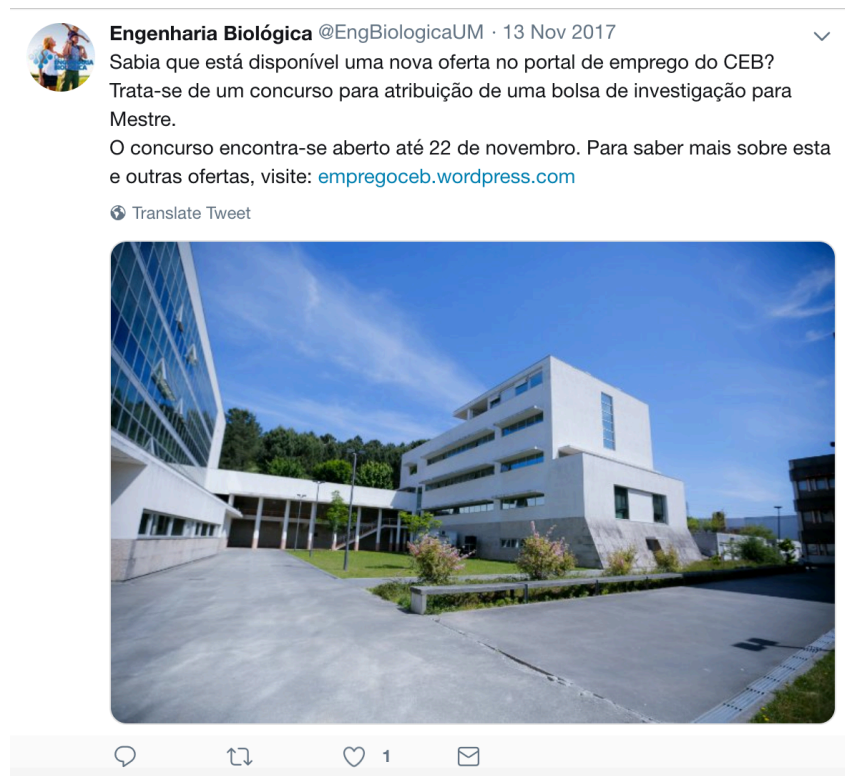 Engenharia Biológica @EngBiologicaUM · 13 Nov 2017
Sabia que está disponível uma nova oferta no portal de emprego do CEB?
Trata-se de um concurso para atribuição de uma bolsa de investigação para
Mestre.
O concurso encontra-se aberto até 22 de novembro. Para saber mais sobre esta
e outras ofertas, visite: empregoceb.wordpress.com
Translate Tweet
1